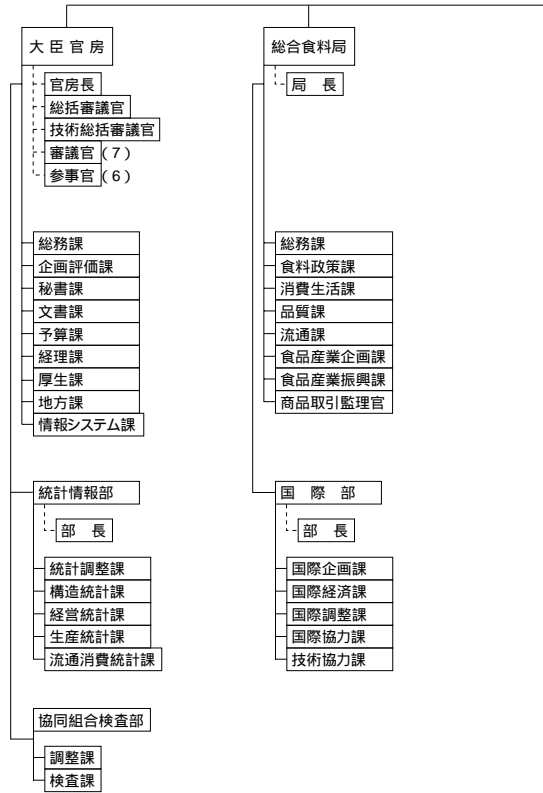 大臣官房
官房長
総括審議官
技術総括審議官
審議官(7)
参事官(6)
総務課
企画評価課
秘書課
文書課
予算課
経理課
厚生課
地方課
情報システム課
統計情報部
部 長
統計調整課
構造統計課
経営統計課
生産統計課
流通消費統計課
協同組合検査部
調整課
検査課
総合食料局
局 長
総務課
食料政策課
消費生活課
品質課
流通課
食品産業企画課
食品産業振興課
商品取引監理官
国 際 部
部 長
国際企画課
国際経済課
国際調整課
国際協力課
技術協力課